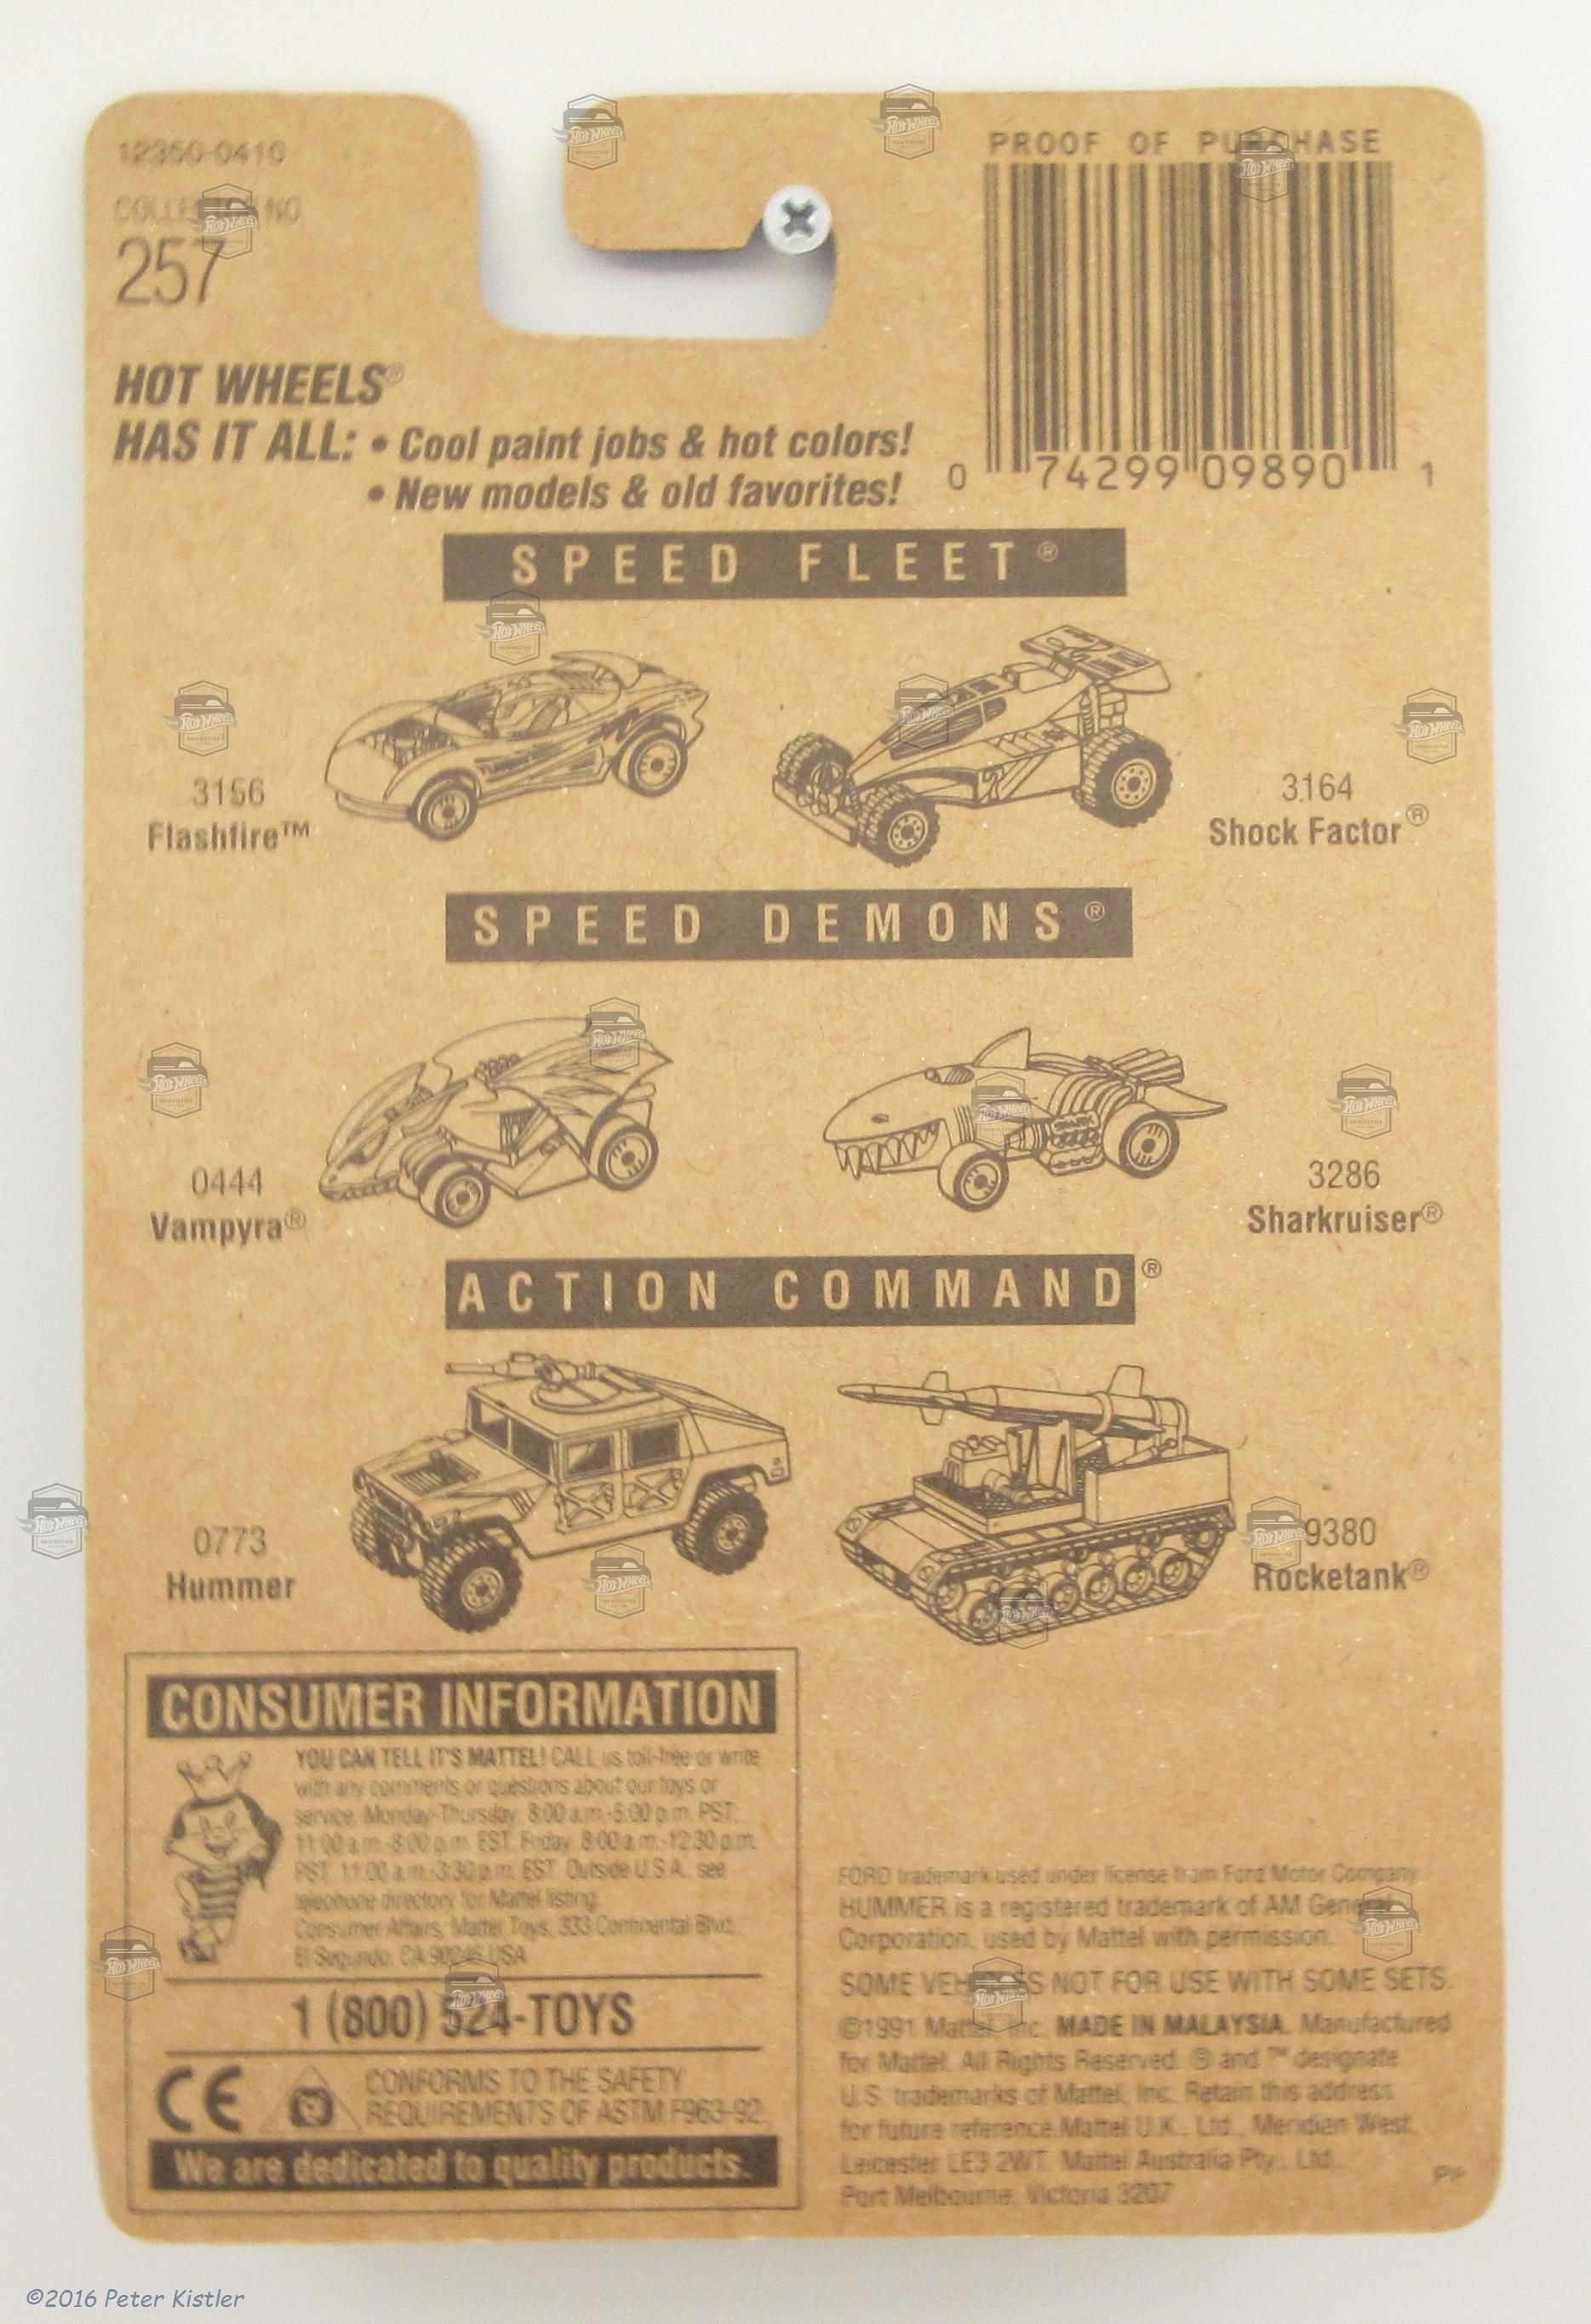 12350-0410
COLLECTOR NO
257
PROOF OF PURCHASE
0 74299 09890 1
HOT WHEELS®
HAS IT ALL: • Cool paint jobs & hot colors!
• New models & old favorites!
SPEED FLEET®
3156
Flashfire™
3164
Shock Factor®
SPEED DEMONS®
0444
Vampyra®
3286
Sharkruiser®
ACTION COMMAND®
0773
Hummer
9380
Rocketank®
CONSUMER INFORMATION
YOU CAN TELL IT'S MATTEL! CALL us toll-free or write
with any comments or questions about our toys or
service. Monday-Thursday, 8:00 a.m.-5:00 p.m. PST;
11:00 a.m.-8:00 p.m. EST. Friday, 8:00 a.m.-12:30 p.m.
PST, 11:00 a.m.-3:30 p.m. EST. Outside U.S.A., see
telephone directory for Mattel listing.
Consumer Affairs, Mattel Toys, 333 Continental Blvd.,
El Segundo, CA 90245 USA
1 (800) 524-TOYS
CE
CONFORMS TO THE SAFETY
REQUIREMENTS OF ASTM F963-92.
We are dedicated to quality products.
FORD trademark used under license from Ford Motor Company.
HUMMER is a registered trademark of AM General
Corporation, used by Mattel with permission.
SOME VEHICLES NOT FOR USE WITH SOME SETS.
©1991 Mattel, Inc. MADE IN MALAYSIA. Manufactured
for Mattel. All Rights Reserved. ® and ™ designate
U.S. trademarks of Mattel, Inc. Retain this address
for future reference.Mattel U.K., Ltd., Meridian West,
Leicester LE3 2WT. Mattel Australia Pty., Ltd.,
Port Melbourne, Victoria 3207
©2016 Peter Kistler